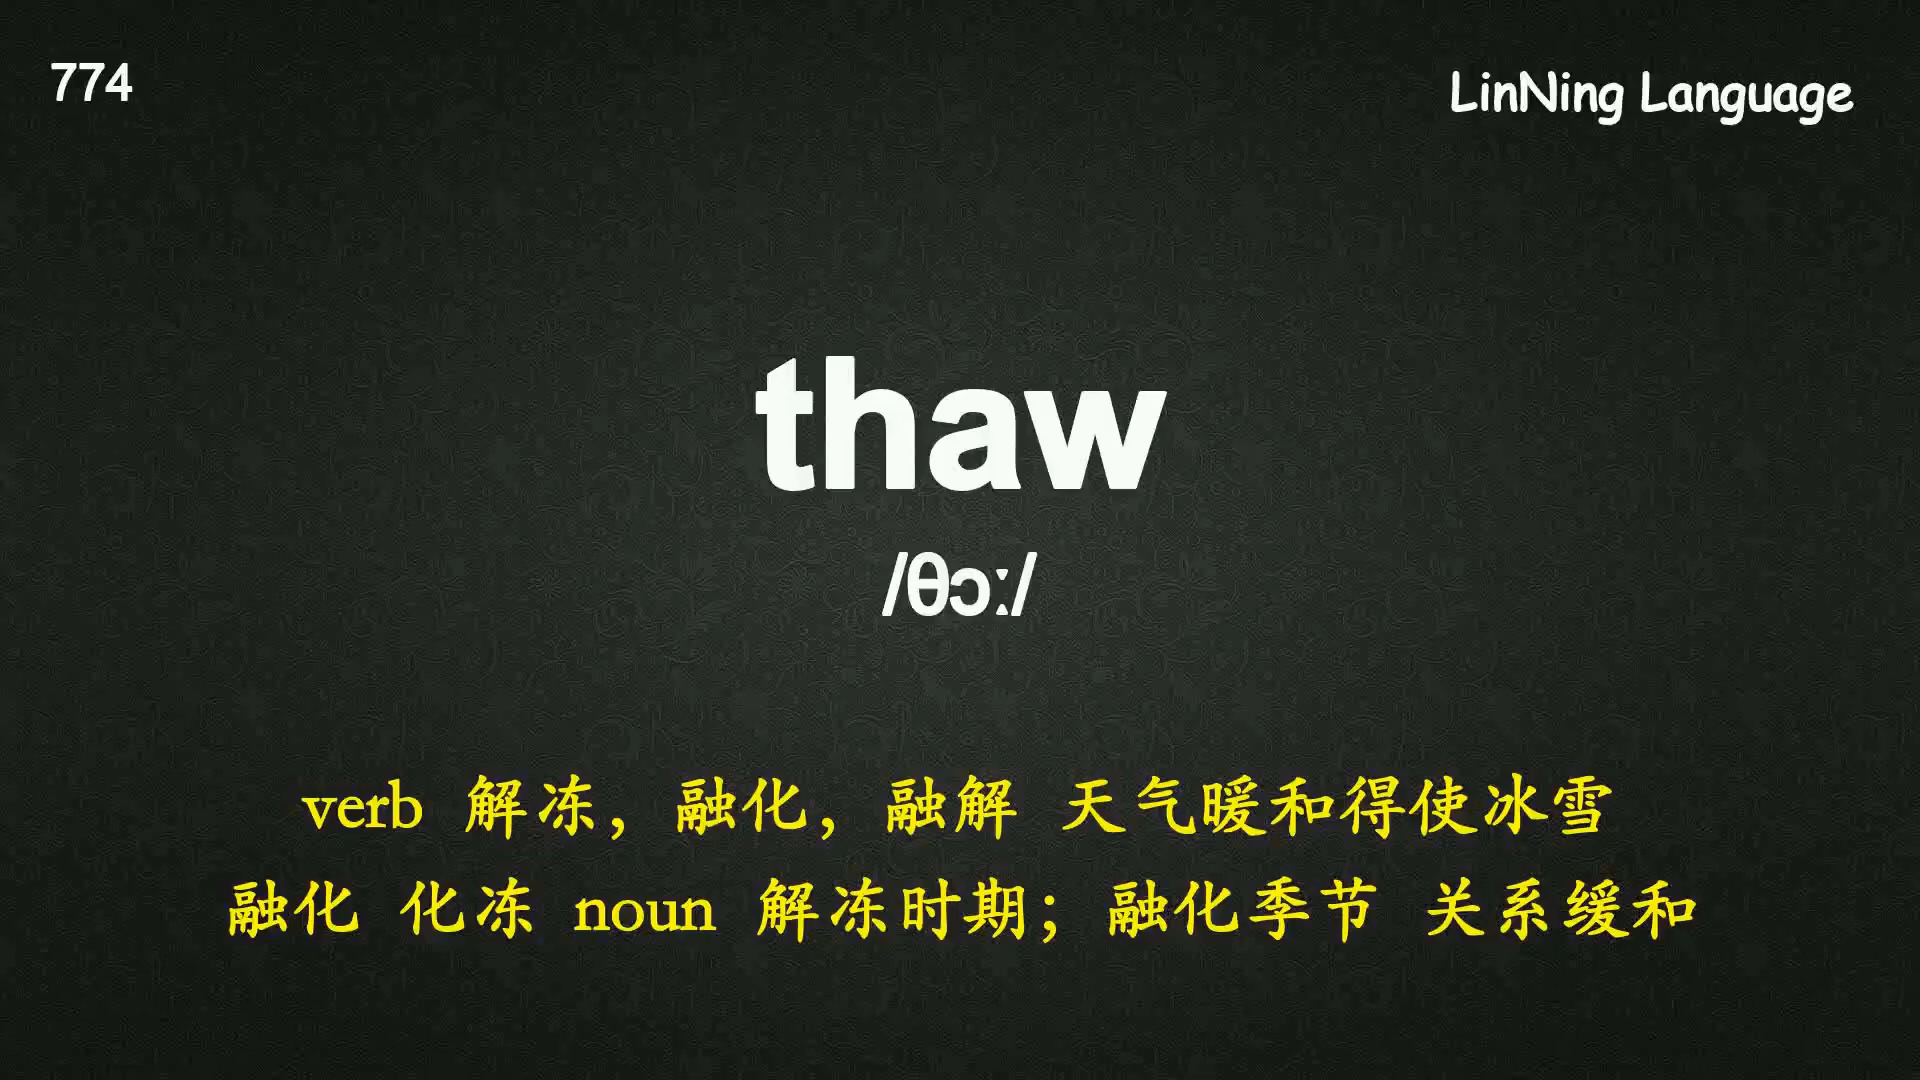 774
LinNing Language
thaw
/θɔː/
verb 解冻，融化，融解 天气暖和得使冰雪
融化 化冻 noun 解冻时期；融化季节 关系缓和